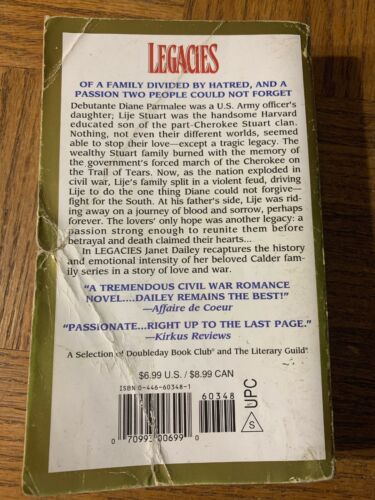 LEGACIES
OF A FAMILY DIVIDED BY HATRED, AND A
PASSION TWO PEOPLE COULD NOT FORGET
Debutante Diane Parmalee was a U.S. Army officer's
daughter; Lije Stuart was the handsome Harvard
educated son of the part-Cherokee Stuart clan.
Nothing, not even their different worlds, seemed
able to stop their love—except a tragic legacy. The
wealthy Stuart family burned with the memory of
the government's forced march of the Cherokee on
the Trail of Tears. Now, as the nation exploded in
civil war, Lije's family split in a violent feud, driving
Lije to do the one thing Diane could not forgive—
fight for the South. At his father's side, Lije was rid-
ing away on a journey of blood and sorrow, perhaps
forever. The lovers' only hope was another legacy: a
passion strong enough to reunite them before
betrayal and death claimed their hearts...
In LEGACIES Janet Dailey recaptures the history
and emotional intensity of her beloved Calder fam-
ily series in a story of love and war.
"A TREMENDOUS CIVIL WAR ROMANCE
NOVEL....DAILEY REMAINS THE BEST!"
—Affaire de Coeur
"PASSIONATE...RIGHT UP TO THE LAST PAGE."
—Kirkus Reviews
A Selection of Doubleday Book Club® and The Literary Guild®
$6.99 U.S. / $8.99 CAN
ISBN 0-446-60348-1
60348
UPC
S
0 70993 00699 0